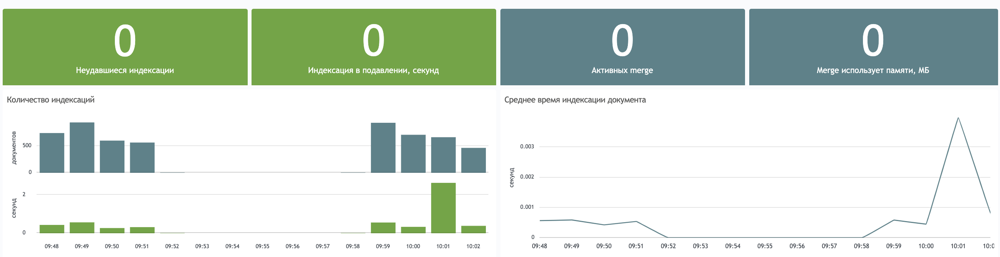 0
Неудавшиеся индексации
0
Индексация в подавлении, секунд
0
Активных merge
0
Merge использует памяти, МБ
Количество индексаций
документов
500
0
секунд
2
0
09:48 09:49 09:50 09:51 09:52 09:53 09:54 09:55 09:56 09:57 09:58 09:59 10:00 10:01 10:02
Среднее время индексации документа
секунд
0.003
0.002
0.001
0
09:48 09:49 09:50 09:51 09:52 09:53 09:54 09:55 09:56 09:57 09:58 09:59 10:00 10:01